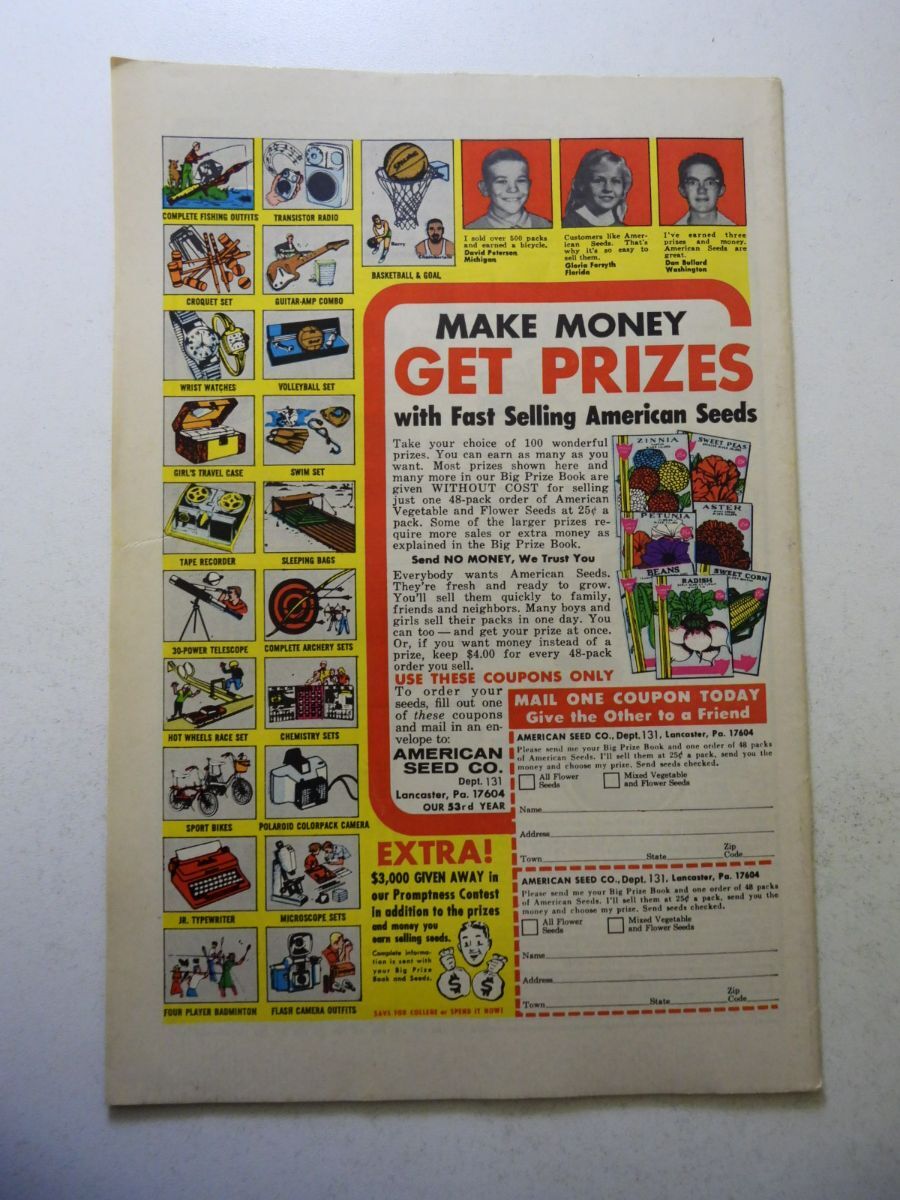 COMPLETE FISHING OUTFITS
TRANSISTOR RADIO
CROQUET SET
GUITAR-AMP COMBO
WRIST WATCHES
VOLLEYBALL SET
GIRL'S TRAVEL CASE
SWIM SET
TAPE RECORDER
SLEEPING BAGS
30-POWER TELESCOPE
COMPLETE ARCHERY SETS
HOT WHEELS RACE SET
CHEMISTRY SETS
SPORT BIKES
POLAROID COLORPACK CAMERA
JR. TYPEWRITER
MICROSCOPE SETS
FOUR PLAYER BADMINTON
FLASH CAMERA OUTFITS
SPALDING
Barry
Chamberlain
BASKETBALL & GOAL
I sold over 500 packs
and earned a bicycle.
David Peterson
Michigan
Customers like Amer-
ican Seeds. That's
why it's so easy to
sell them.
Gloria Forsyth
Florida
I've earned three
prizes and money.
American Seeds are
great.
Dan Bullard
Washington
MAKE MONEY
GET PRIZES
with Fast Selling American Seeds
Take your choice of 100 wonderful
prizes. You can earn as many as you
want. Most prizes shown here and
many more in our Big Prize Book are
given WITHOUT COST for selling
just one 48-pack order of American
Vegetable and Flower Seeds at 25¢ a
pack. Some of the larger prizes re-
quire more sales or extra money as
explained in the Big Prize Book.
Send NO MONEY, We Trust You
Everybody wants American Seeds.
They're fresh and ready to grow.
You'll sell them quickly to family,
friends and neighbors. Many boys and
girls sell their packs in one day. You
can too — and get your prize at once.
Or, if you want money instead of a
prize, keep $4.00 for every 48-pack
order you sell.
ZINNIA
SWEET PEAS
PETUNIA
ASTER
BEANS
RADISH
SWEET CORN
USE THESE COUPONS ONLY
To order your
seeds, fill out one
of these coupons
and mail in an en-
velope to:
AMERICAN
SEED CO.
Dept. 131
Lancaster, Pa. 17604
OUR 53rd YEAR
MAIL ONE COUPON TODAY
Give the Other to a Friend
AMERICAN SEED CO., Dept. 131, Lancaster, Pa. 17604
Please send me your Big Prize Book and one order of 48 packs
of American Seeds. I'll sell them at 25¢ a pack, send you the
money and choose my prize. Send seeds checked.
All Flower Seeds
Mixed Vegetable and Flower Seeds
Name
Address
Town State Zip Code
AMERICAN SEED CO., Dept. 131, Lancaster, Pa. 17604
Please send me your Big Prize Book and one order of 48 packs
of American Seeds. I'll sell them at 25¢ a pack, send you the
money and choose my prize. Send seeds checked.
All Flower Seeds
Mixed Vegetable and Flower Seeds
Name
Address
Town State Zip Code
EXTRA!
$3,000 GIVEN AWAY in
our Promptness Contest
in addition to the prizes
and money you
earn selling seeds.
Complete informa-
tion is sent with
your Big Prize
Book and Seeds.
$ $
SAVE FOR COLLEGE or SPEND IT NOW!